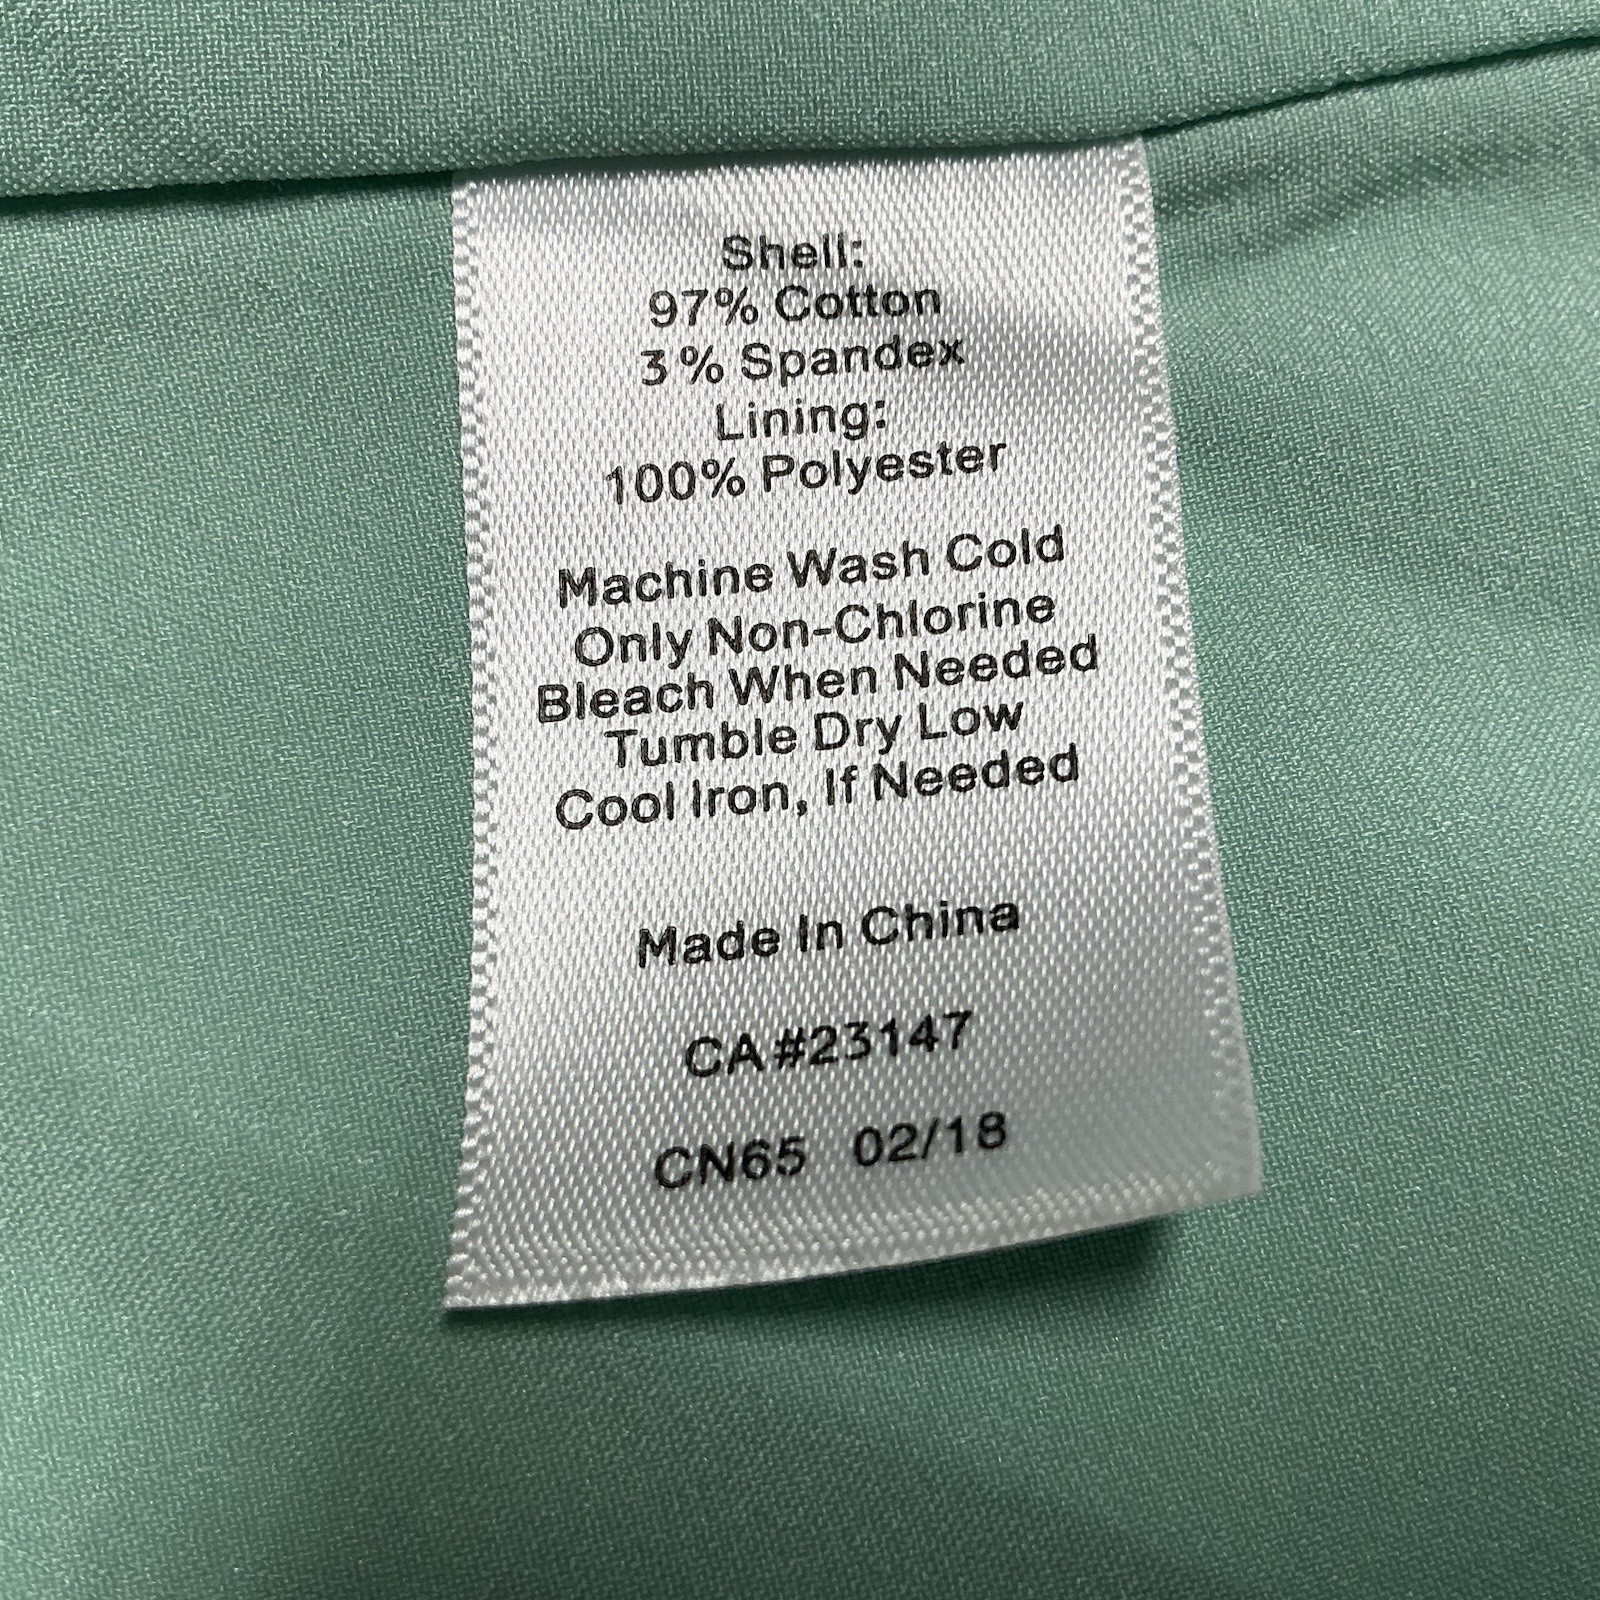 Shell:
97% Cotton
3% Spandex
Lining:
100% Polyester
Machine Wash Cold
Only Non-Chlorine
Bleach When Needed
Tumble Dry Low
Cool Iron, If Needed
Made In China
CA#23147
CN65 02/18